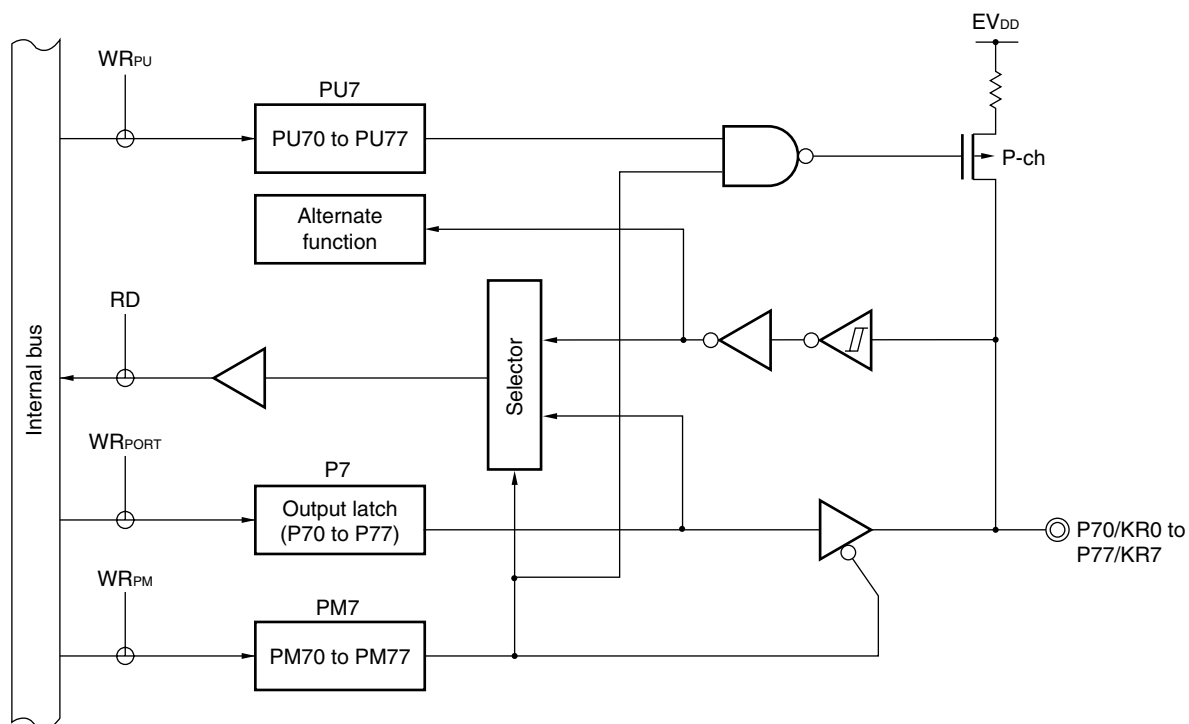 EVDD
WRPU
PU7
PU70 to PU77
P-ch
Alternate
function
RD
Internal bus
Selector
WRPORT
P7
Output latch
(P70 to P77)
P70/KR0 to
P77/KR7
WRPM
PM7
PM70 to PM77